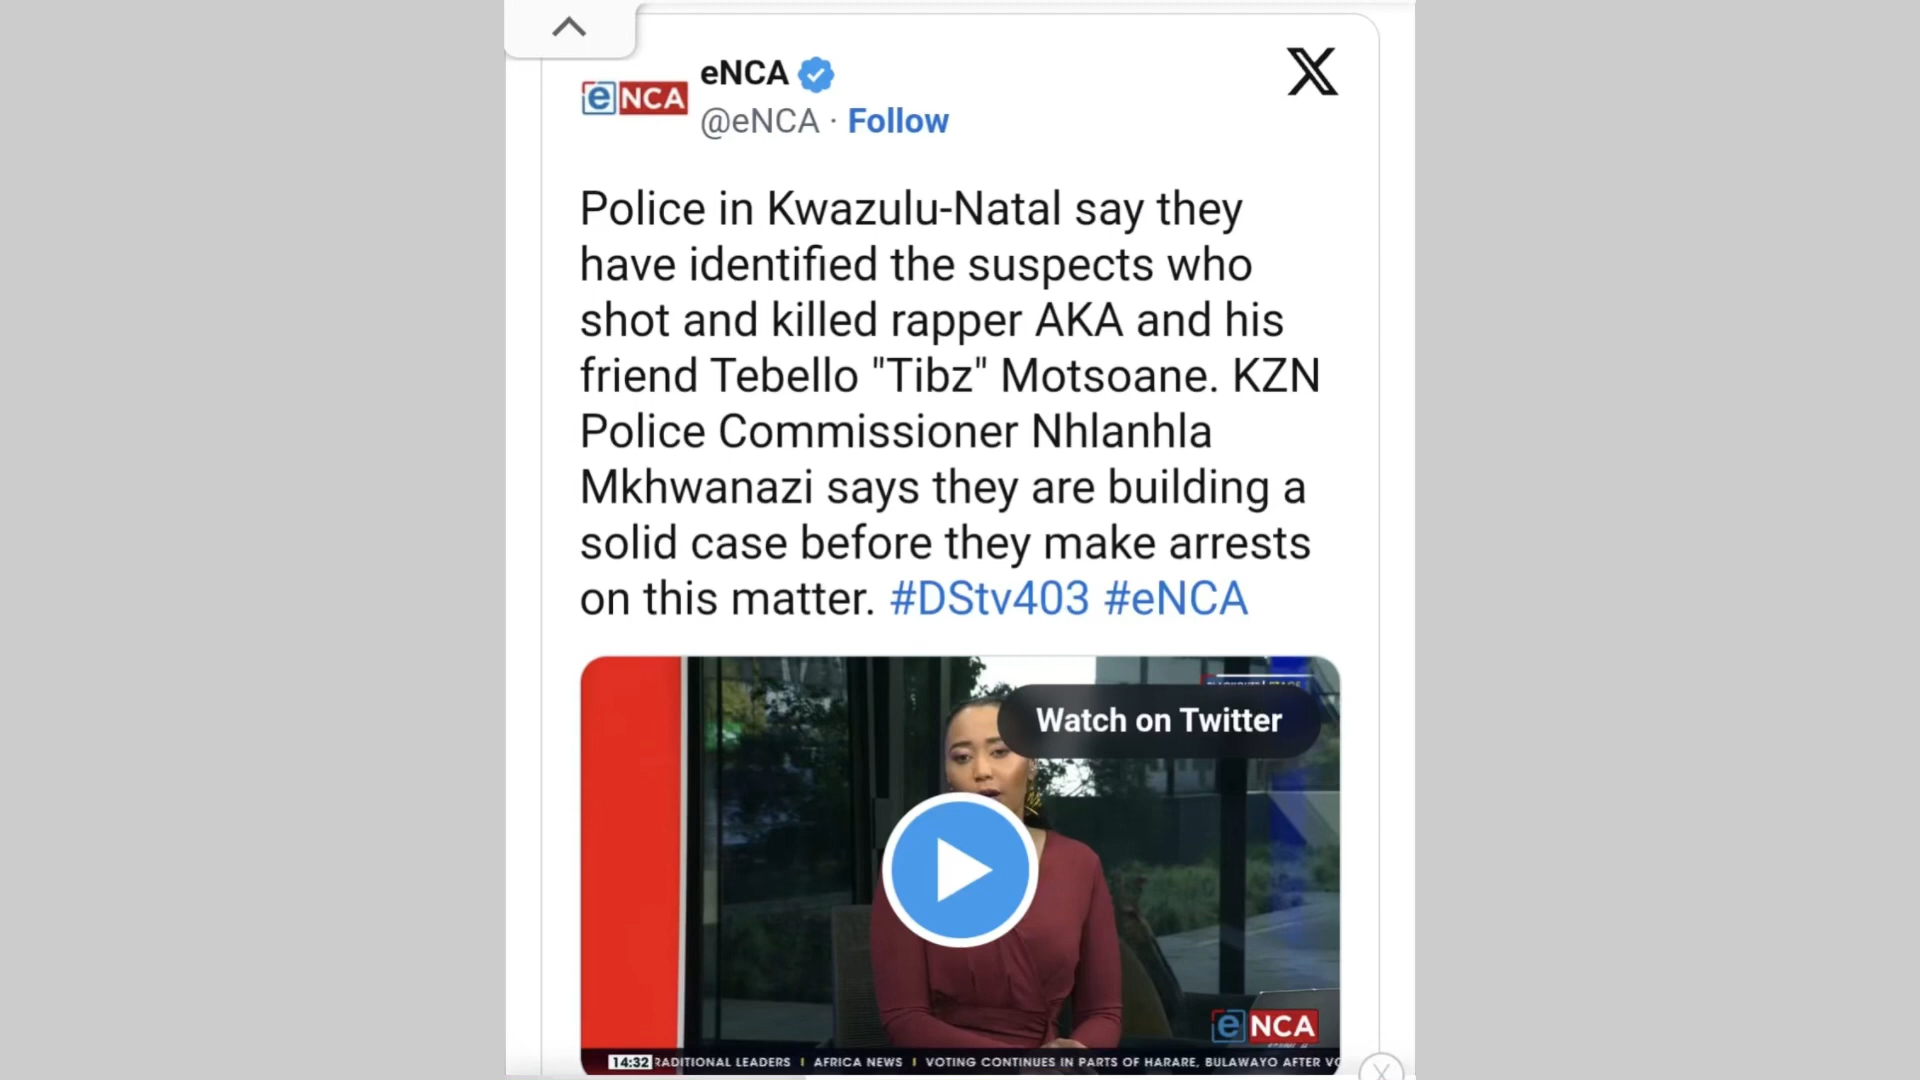 eNCA
eNCA
@eNCA · Follow
Police in Kwazulu-Natal say they
have identified the suspects who
shot and killed rapper AKA and his
friend Tebello "Tibz" Motsoane. KZN
Police Commissioner Nhlanhla
Mkhwanazi says they are building a
solid case before they make arrests
on this matter. #DStv403 #eNCA
Watch on Twitter
eNCA
14:32 RADITIONAL LEADERS I AFRICA NEWS I VOTING CONTINUES IN PARTS OF HARARE, BULAWAYO AFTER